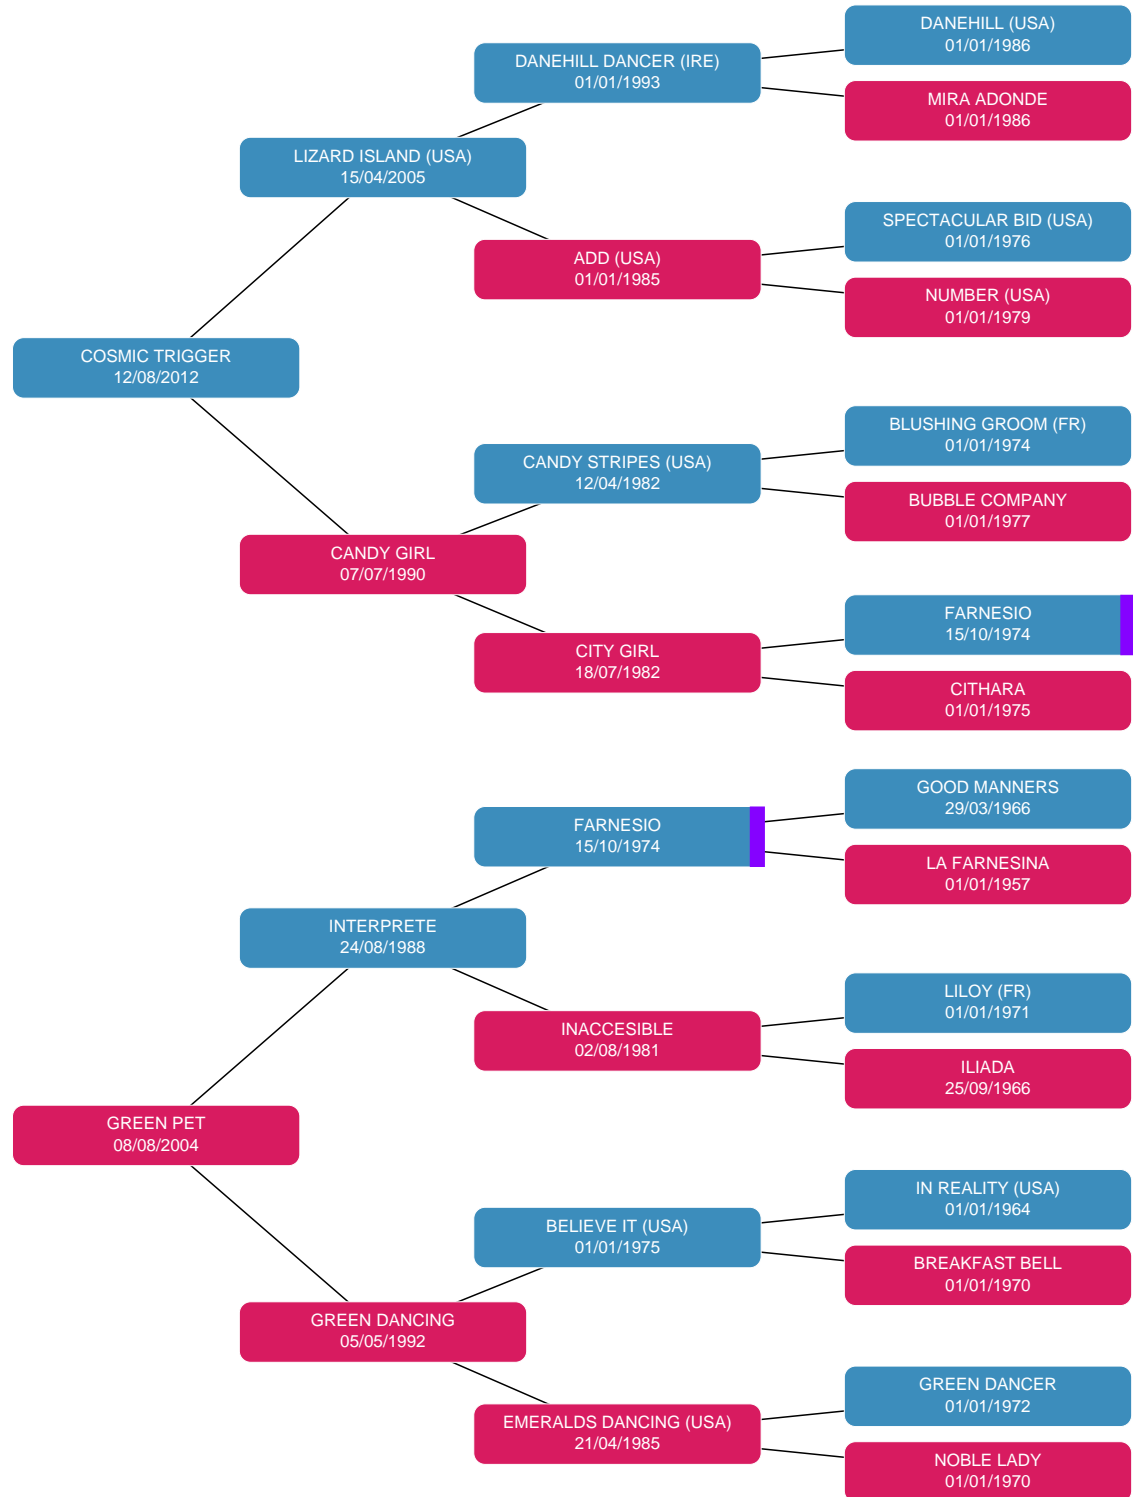 DANEHILL (USA)
01/01/1986
DANEHILL DANCER (IRE)
01/01/1993
MIRA ADONDE
01/01/1986
LIZARD ISLAND (USA)
15/04/2005
SPECTACULAR BID (USA)
01/01/1976
ADD (USA)
01/01/1985
NUMBER (USA)
01/01/1979
COSMIC TRIGGER
12/08/2012
BLUSHING GROOM (FR)
01/01/1974
CANDY STRIPES (USA)
12/04/1982
BUBBLE COMPANY
01/01/1977
CANDY GIRL
07/07/1990
FARNESIO
15/10/1974
CITY GIRL
18/07/1982
CITHARA
01/01/1975
GOOD MANNERS
29/03/1966
FARNESIO
15/10/1974
LA FARNESINA
01/01/1957
INTERPRETE
24/08/1988
LILOY (FR)
01/01/1971
INACCESIBLE
02/08/1981
ILIADA
25/09/1966
GREEN PET
08/08/2004
IN REALITY (USA)
01/01/1964
BELIEVE IT (USA)
01/01/1975
BREAKFAST BELL
01/01/1970
GREEN DANCING
05/05/1992
GREEN DANCER
01/01/1972
EMERALDS DANCING (USA)
21/04/1985
NOBLE LADY
01/01/1970